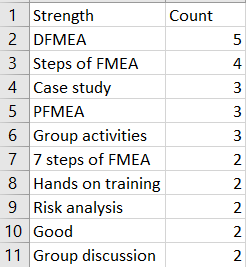 1 Strength Count
2 DFMEA 5
3 Steps of FMEA 4
4 Case study 3
5 PFMEA 3
6 Group activities 3
7 7 steps of FMEA 2
8 Hands on training 2
9 Risk analysis 2
10 Good 2
11 Group discussion 2